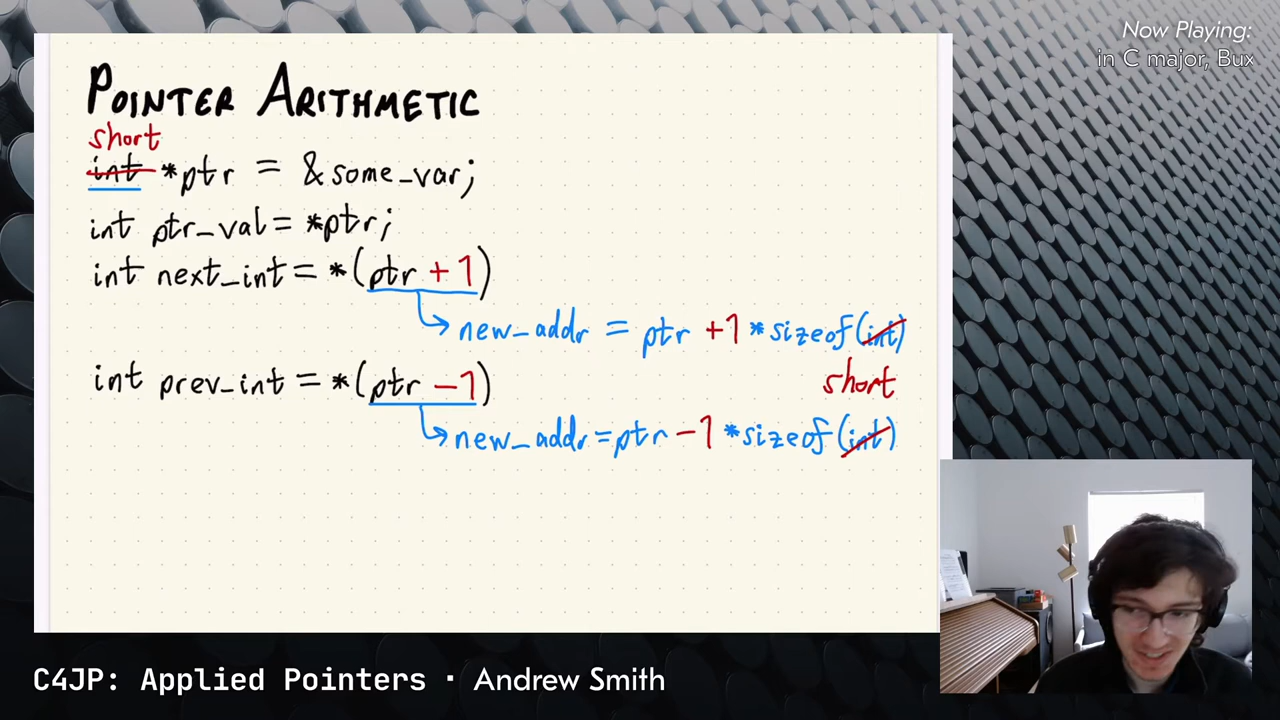 Now Playing:
in C major, Bux
POINTER ARITHMETIC
short
int *ptr = &some_var;
int ptr_val = *ptr;
int next_int = *(ptr + 1)
new_addr = ptr +1 * sizeof(int)
short
int prev_int = *(ptr - 1)
new_addr = ptr - 1 * sizeof(int)
C4JP: Applied Pointers · Andrew Smith